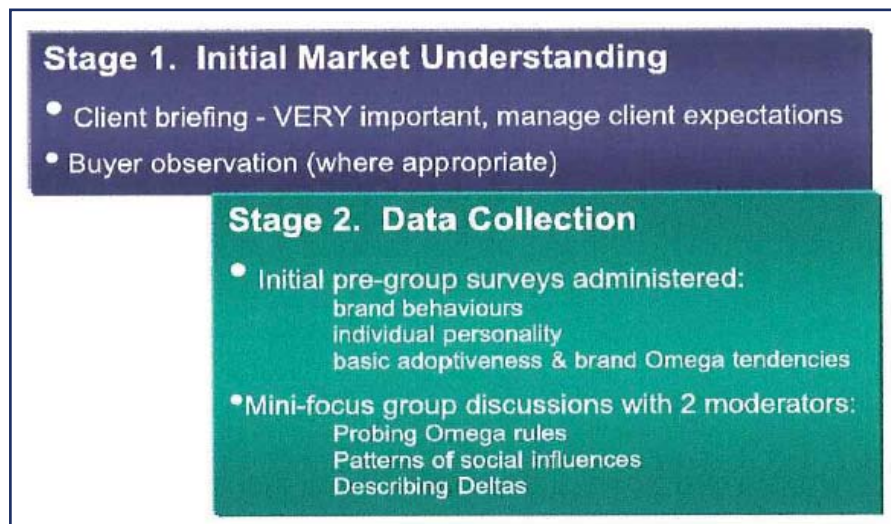 Stage 1. Initial Market Understanding
• Client briefing - VERY important, manage client expectations
• Buyer observation (where appropriate)
Stage 2. Data Collection
• Initial pre-group surveys administered:
brand behaviours
individual personality
basic adoptiveness & brand Omega tendencies
•Mini-focus group discussions with 2 moderators:
Probing Omega rules
Patterns of social influences
Describing Deltas